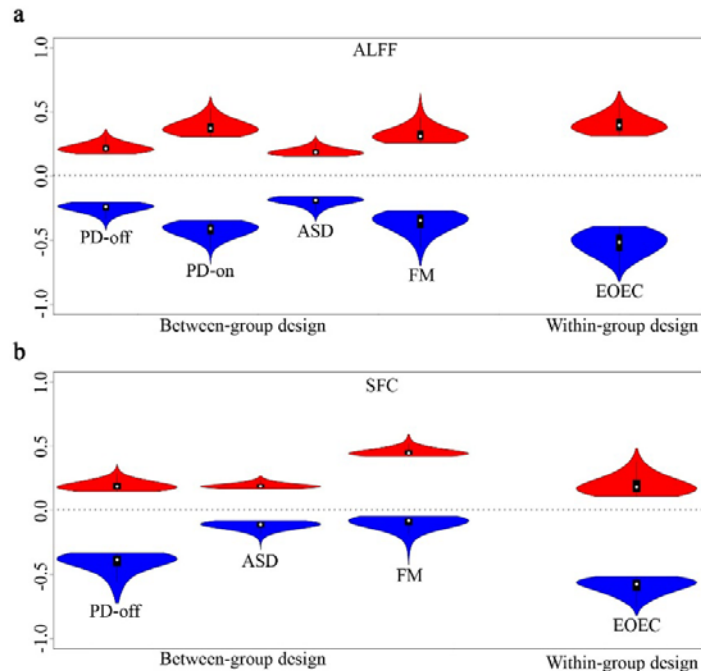 a
ALFF
1.0
0.5
0.0
-0.5
-1.0
PD-off
PD-on
ASD
FM
EOEC
Between-group design
Within-group design
b
SFC
1.0
0.5
0.0
-0.5
-1.0
PD-off
ASD
FM
EOEC
Between-group design
Within-group design